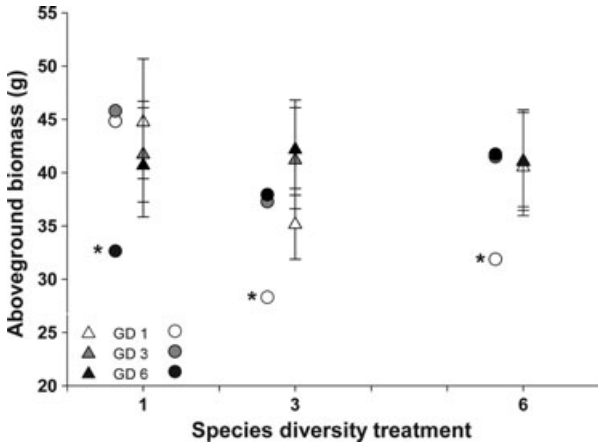 Aboveground biomass (g)
55
50
45
40
35
30
25
20
*
*
*
GD 1
GD 3
GD 6
1
3
6
Species diversity treatment